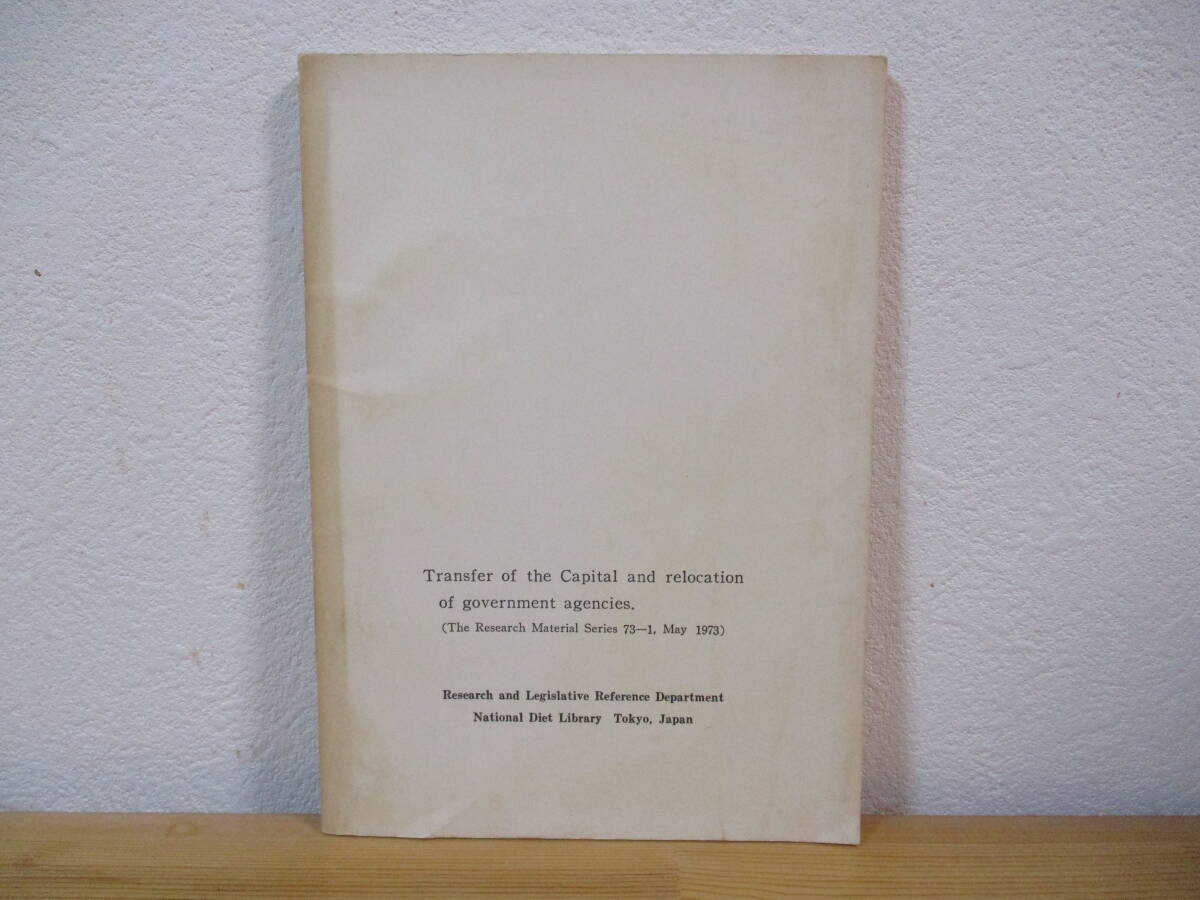 Transfer of the Capital and relocation
of government agencies.
(The Research Material Series 73—1, May 1973)
Research and Legislative Reference Department
National Diet Library Tokyo, Japan